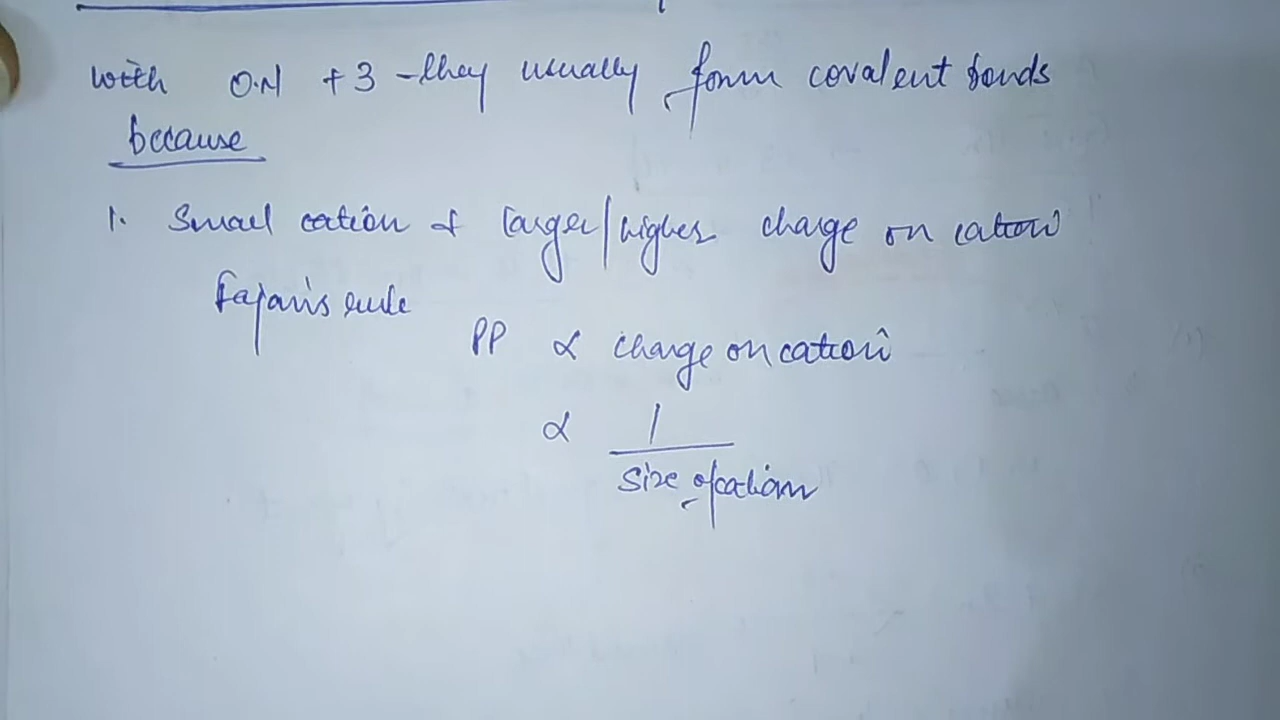 with O.N +3 - they usually form covalent bonds
because
1. Small cation & larger/higher charge on cation
Fajan's rule
PP ∝ charge on cation
∝ 1
size of cation